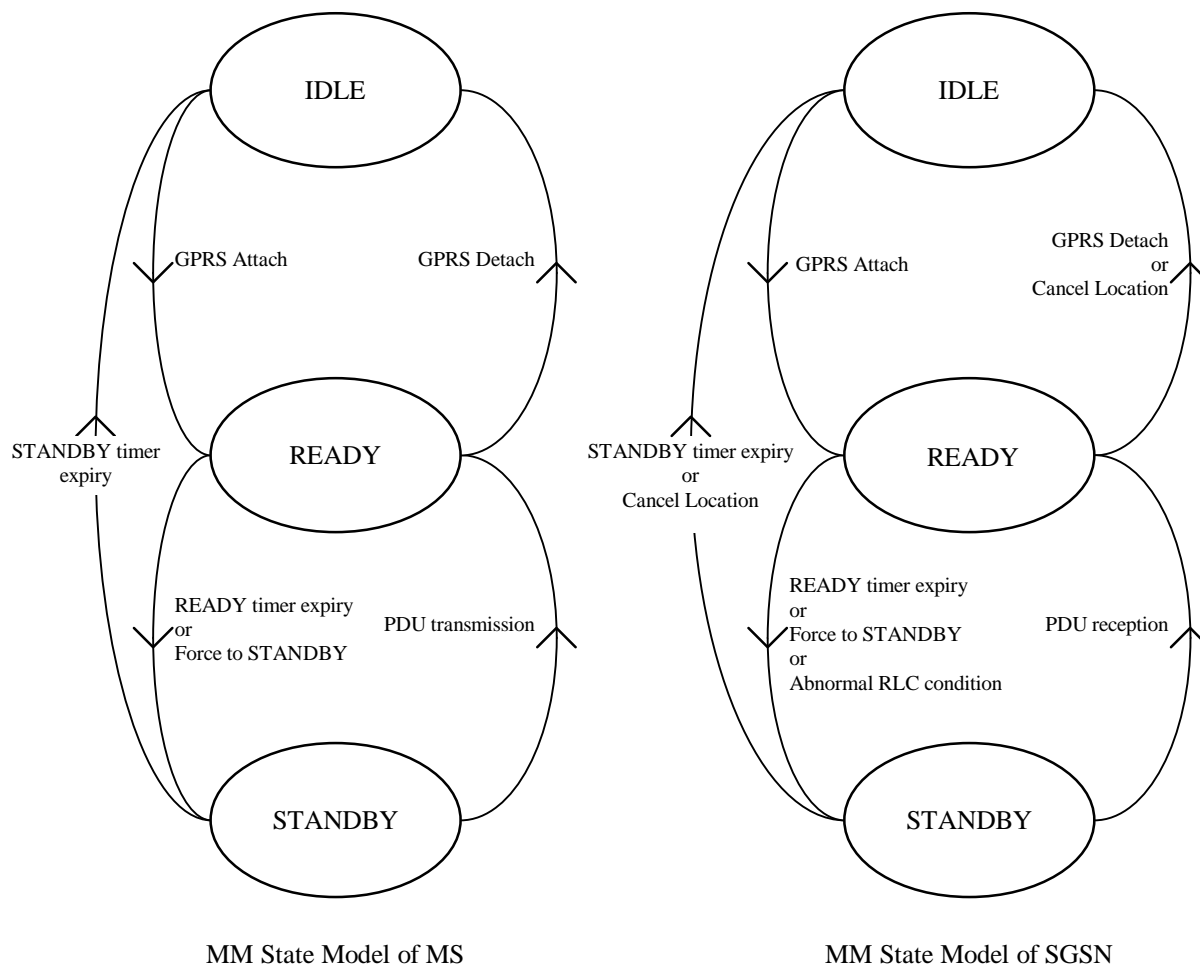 IDLE
GPRS Attach
GPRS Detach
READY
STANDBY timer
expiry
READY timer expiry
or
Force to STANDBY
PDU transmission
STANDBY
MM State Model of MS
IDLE
GPRS Attach
GPRS Detach
or
Cancel Location
READY
STANDBY timer expiry
or
Cancel Location
READY timer expiry
or
Force to STANDBY
or
Abnormal RLC condition
PDU reception
STANDBY
MM State Model of SGSN